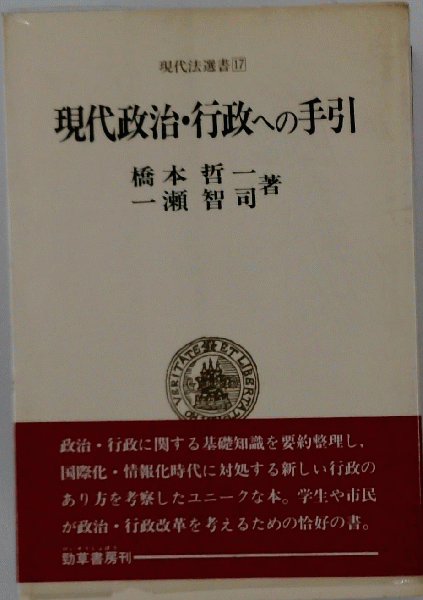 現代法選書17
現代政治・行政への手引
橋本哲一
一瀬智司
著
VERITATS ET LIBERTAS
政治・行政に関する基礎知識を要約整理し,
国際化・情報化時代に対処する新しい行政の
あり方を考察したユニークな本。学生や市民
が政治・行政改革を考えるための恰好の書。
勁草書房刊